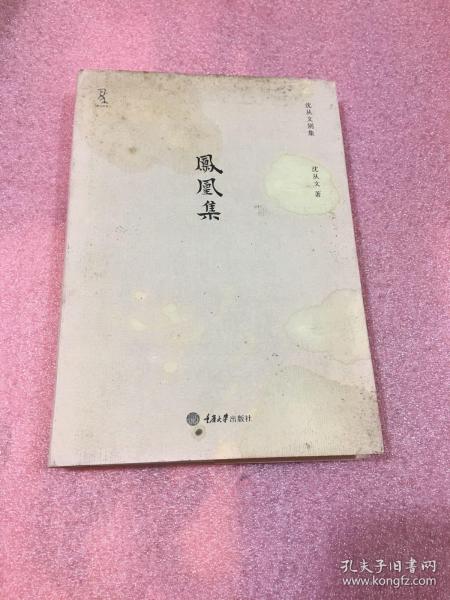 沈从文别集
沈从文 著
鳳凰集
重庆大学出版社
孔夫子旧书网
www.kongfz.com